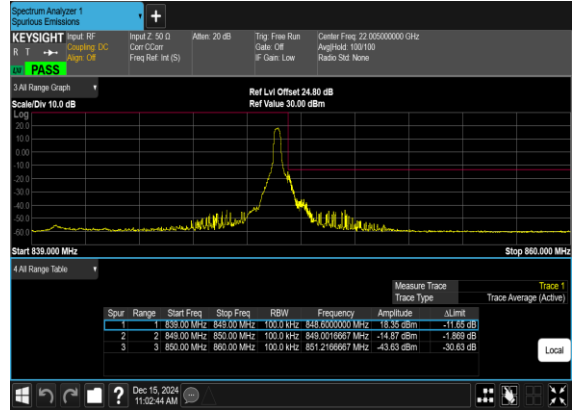 Spectrum Analyzer 1
Spurious Emissions
+
KEYSIGHT Input: RF Input Z: 50 Ω Atten: 20 dB Trig: Free Run Center Freq: 22.005000000 GHz
R T Coupling: DC Corr CCorr Gate: Off Avg|Hold: 100/100
Align: Off Freq Ref: Int (S) IF Gain: Low Radio Std: None
PASS
3 All Range Graph
Ref Lvl Offset 24.80 dB
Scale/Div 10.0 dB Ref Value 30.00 dBm
Log
20.0
10.0
0.00
-10.0
-20.0
-30.0
-40.0
-50.0
-60.0
Start 839.000 MHz Stop 860.000 MHz
4 All Range Table
Measure Trace Trace 1
Trace Type Trace Average (Active)
Spur Range Start Freq Stop Freq RBW Frequency Amplitude ΔLimit
1 1 839.00 MHz 849.00 MHz 100.0 kHz 848.6000000 MHz 18.35 dBm -11.65 dB
2 2 849.00 MHz 850.00 MHz 100.0 kHz 849.0016667 MHz -14.87 dBm -1.869 dB
3 3 850.00 MHz 860.00 MHz 100.0 kHz 851.2166667 MHz -43.63 dBm -30.63 dB
Local
? Dec 15, 2024
11:02:44 AM